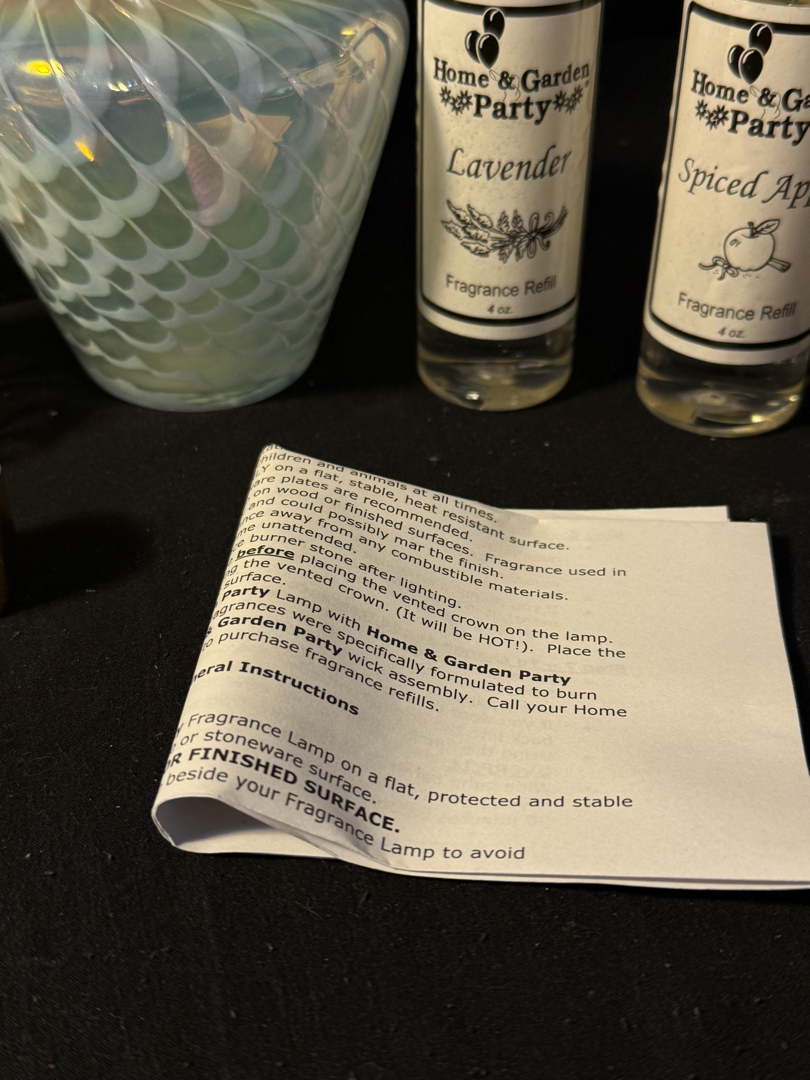 Home & Garden
Party
Lavender
Fragrance Refill
4 oz.
Home & Ga
Party
Spiced App
Fragrance Refill
4 oz.
hildren and animals at all times.
Y on a flat, stable, heat resistant surface.
are plates are recommended.
on wood or finished surfaces. Fragrance used in
and could possibly mar the finish.
nce away from any combustible materials.
me unattended.
e burner stone after lighting.
before placing the vented crown on the lamp.
g the vented crown. (It will be HOT!). Place the
surface.
Party Lamp with Home & Garden Party
agrances were specifically formulated to burn
& Garden Party wick assembly. Call your Home
o purchase fragrance refills.
eral Instructions
Fragrance Lamp on a flat, protected and stable
, or stoneware surface.
R FINISHED SURFACE.
beside your Fragrance Lamp to avoid